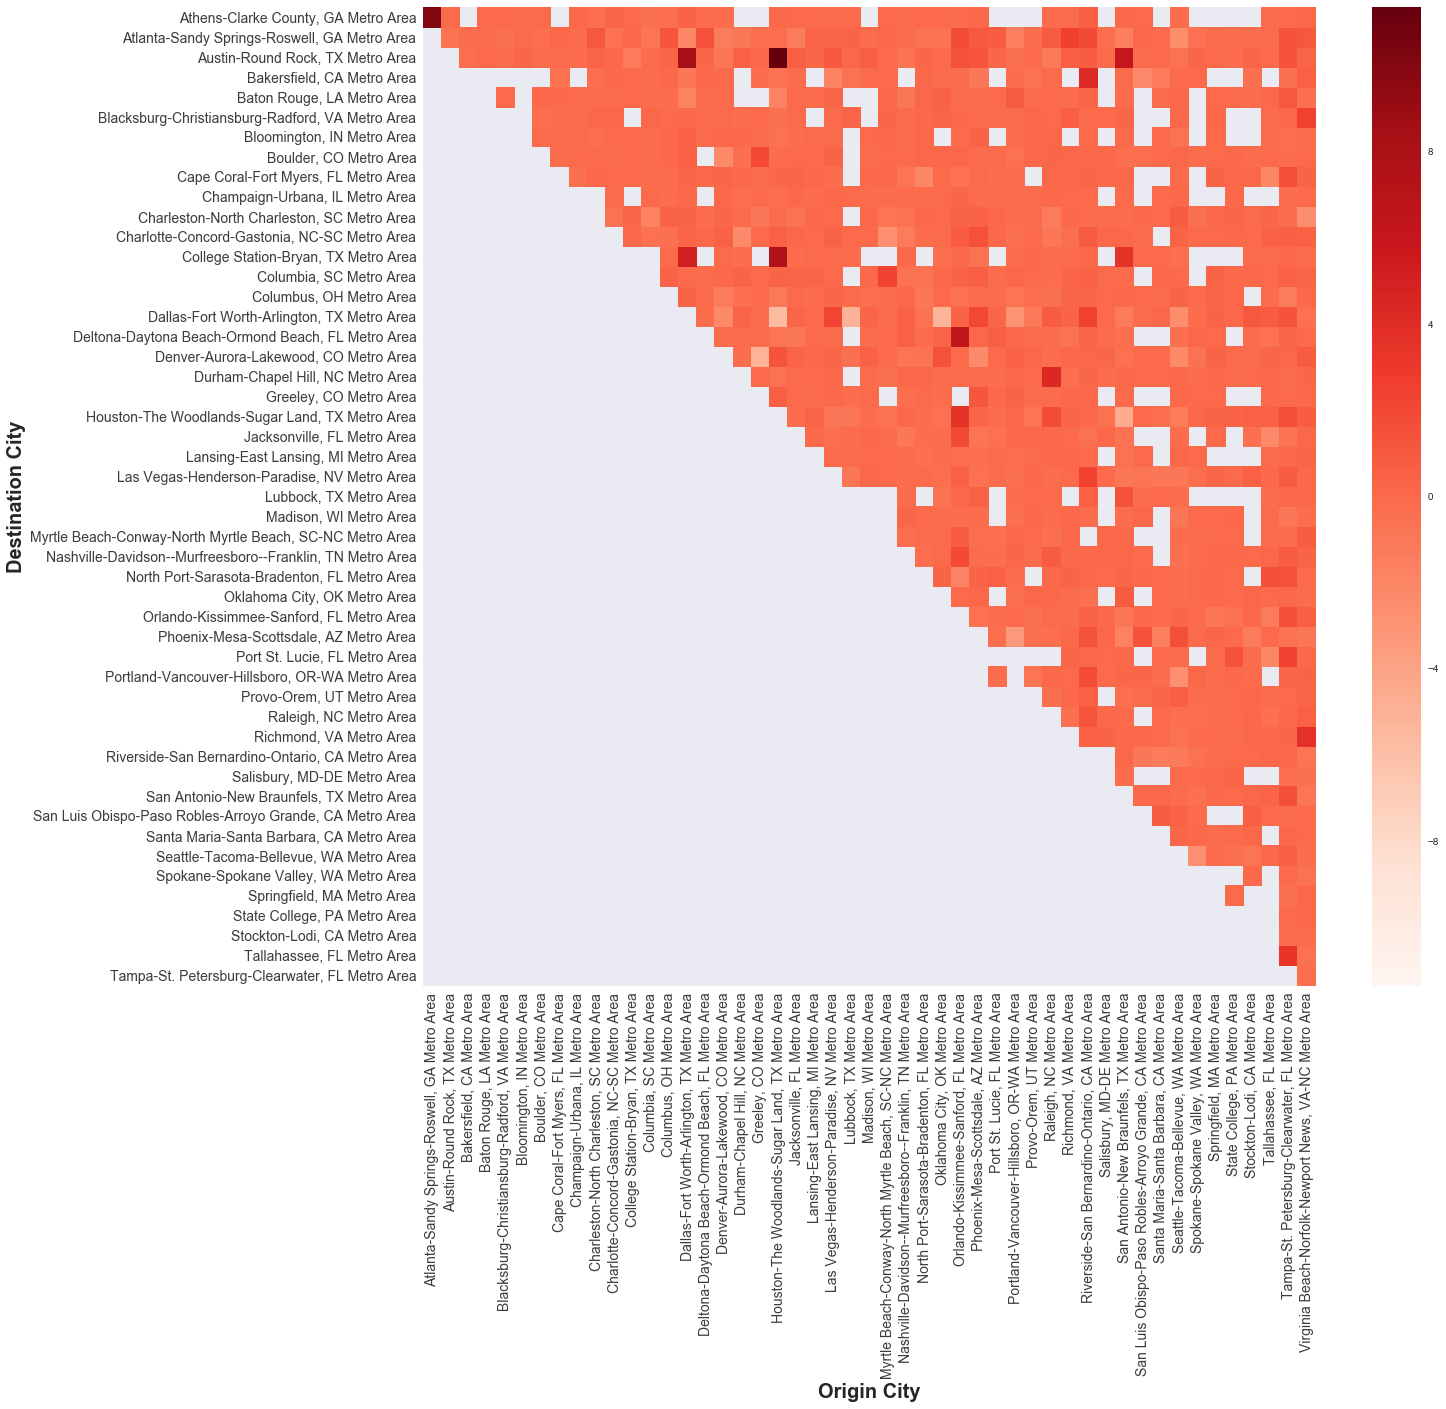 Athens-Clarke County, GA Metro Area
Atlanta-Sandy Springs-Roswell, GA Metro Area
Austin-Round Rock, TX Metro Area
Bakersfield, CA Metro Area
Baton Rouge, LA Metro Area
Blacksburg-Christiansburg-Radford, VA Metro Area
Bloomington, IN Metro Area
Boulder, CO Metro Area
Cape Coral-Fort Myers, FL Metro Area
Champaign-Urbana, IL Metro Area
Charleston-North Charleston, SC Metro Area
Charlotte-Concord-Gastonia, NC-SC Metro Area
College Station-Bryan, TX Metro Area
Columbia, SC Metro Area
Columbus, OH Metro Area
Dallas-Fort Worth-Arlington, TX Metro Area
Deltona-Daytona Beach-Ormond Beach, FL Metro Area
Denver-Aurora-Lakewood, CO Metro Area
Durham-Chapel Hill, NC Metro Area
Greeley, CO Metro Area
Houston-The Woodlands-Sugar Land, TX Metro Area
Jacksonville, FL Metro Area
Lansing-East Lansing, MI Metro Area
Las Vegas-Henderson-Paradise, NV Metro Area
Lubbock, TX Metro Area
Madison, WI Metro Area
Myrtle Beach-Conway-North Myrtle Beach, SC-NC Metro Area
Nashville-Davidson--Murfreesboro--Franklin, TN Metro Area
North Port-Sarasota-Bradenton, FL Metro Area
Oklahoma City, OK Metro Area
Orlando-Kissimmee-Sanford, FL Metro Area
Phoenix-Mesa-Scottsdale, AZ Metro Area
Port St. Lucie, FL Metro Area
Portland-Vancouver-Hillsboro, OR-WA Metro Area
Provo-Orem, UT Metro Area
Raleigh, NC Metro Area
Richmond, VA Metro Area
Riverside-San Bernardino-Ontario, CA Metro Area
Salisbury, MD-DE Metro Area
San Antonio-New Braunfels, TX Metro Area
San Luis Obispo-Paso Robles-Arroyo Grande, CA Metro Area
Santa Maria-Santa Barbara, CA Metro Area
Seattle-Tacoma-Bellevue, WA Metro Area
Spokane-Spokane Valley, WA Metro Area
Springfield, MA Metro Area
State College, PA Metro Area
Stockton-Lodi, CA Metro Area
Tallahassee, FL Metro Area
Tampa-St. Petersburg-Clearwater, FL Metro Area
Destination City
Atlanta-Sandy Springs-Roswell, GA Metro Area
Austin-Round Rock, TX Metro Area
Bakersfield, CA Metro Area
Baton Rouge, LA Metro Area
Blacksburg-Christiansburg-Radford, VA Metro Area
Bloomington, IN Metro Area
Boulder, CO Metro Area
Cape Coral-Fort Myers, FL Metro Area
Champaign-Urbana, IL Metro Area
Charleston-North Charleston, SC Metro Area
Charlotte-Concord-Gastonia, NC-SC Metro Area
College Station-Bryan, TX Metro Area
Columbia, SC Metro Area
Columbus, OH Metro Area
Dallas-Fort Worth-Arlington, TX Metro Area
Deltona-Daytona Beach-Ormond Beach, FL Metro Area
Denver-Aurora-Lakewood, CO Metro Area
Durham-Chapel Hill, NC Metro Area
Greeley, CO Metro Area
Houston-The Woodlands-Sugar Land, TX Metro Area
Jacksonville, FL Metro Area
Lansing-East Lansing, MI Metro Area
Las Vegas-Henderson-Paradise, NV Metro Area
Lubbock, TX Metro Area
Madison, WI Metro Area
Myrtle Beach-Conway-North Myrtle Beach, SC-NC Metro Area
Nashville-Davidson--Murfreesboro--Franklin, TN Metro Area
North Port-Sarasota-Bradenton, FL Metro Area
Oklahoma City, OK Metro Area
Orlando-Kissimmee-Sanford, FL Metro Area
Phoenix-Mesa-Scottsdale, AZ Metro Area
Port St. Lucie, FL Metro Area
Portland-Vancouver-Hillsboro, OR-WA Metro Area
Provo-Orem, UT Metro Area
Raleigh, NC Metro Area
Richmond, VA Metro Area
Riverside-San Bernardino-Ontario, CA Metro Area
Salisbury, MD-DE Metro Area
San Antonio-New Braunfels, TX Metro Area
San Luis Obispo-Paso Robles-Arroyo Grande, CA Metro Area
Santa Maria-Santa Barbara, CA Metro Area
Seattle-Tacoma-Bellevue, WA Metro Area
Spokane-Spokane Valley, WA Metro Area
Springfield, MA Metro Area
State College, PA Metro Area
Stockton-Lodi, CA Metro Area
Tallahassee, FL Metro Area
Tampa-St. Petersburg-Clearwater, FL Metro Area
Virginia Beach-Norfolk-Newport News, VA-NC Metro Area
Origin City
8
4
0
−4
−8